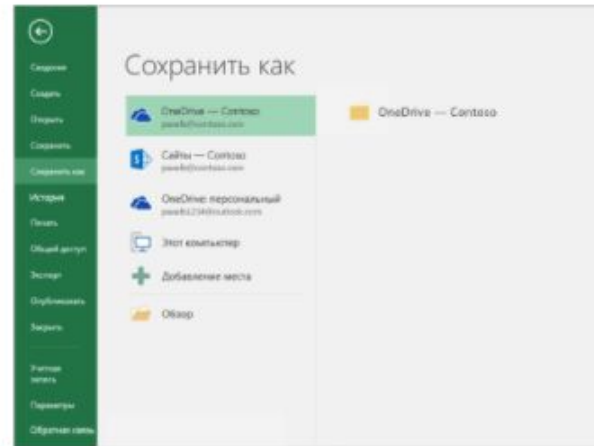 Сведения
Создать
Открыть
Сохранить
Сохранить как
История
Печать
Общий доступ
Экспорт
Опубликовать
Закрыть
Учетная
запись
Параметры
Обратная связь
Сохранить как
OneDrive — Contoso
Сайты — Contoso
OneDrive: персональный
Этот компьютер
Добавление места
Обзор
OneDrive — Contoso